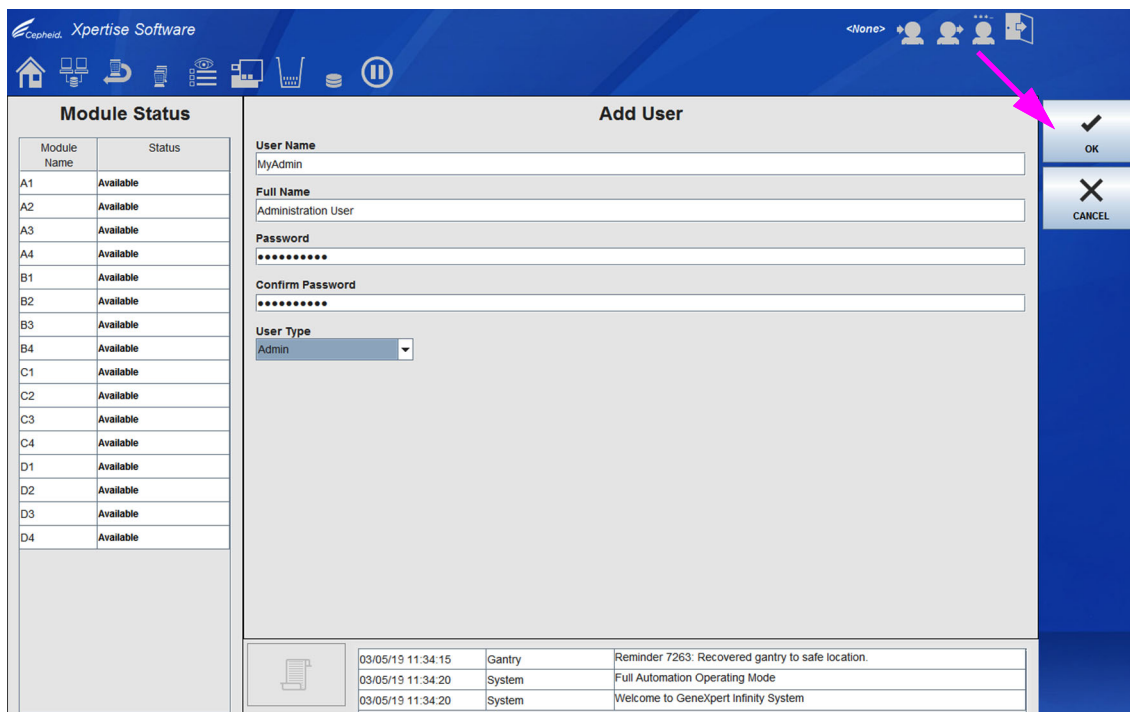 Cepheid. Xpertise Software
<None>
Module Status
Module Name Status
A1 Available
A2 Available
A3 Available
A4 Available
B1 Available
B2 Available
B3 Available
B4 Available
C1 Available
C2 Available
C3 Available
C4 Available
D1 Available
D2 Available
D3 Available
D4 Available
Add User
User Name
MyAdmin
Full Name
Administration User
Password
••••••••••
Confirm Password
••••••••••
User Type
Admin
OK
CANCEL
03/05/19 11:34:15 Gantry Reminder 7263: Recovered gantry to safe location.
03/05/19 11:34:20 System Full Automation Operating Mode
03/05/19 11:34:20 System Welcome to GeneXpert Infinity System